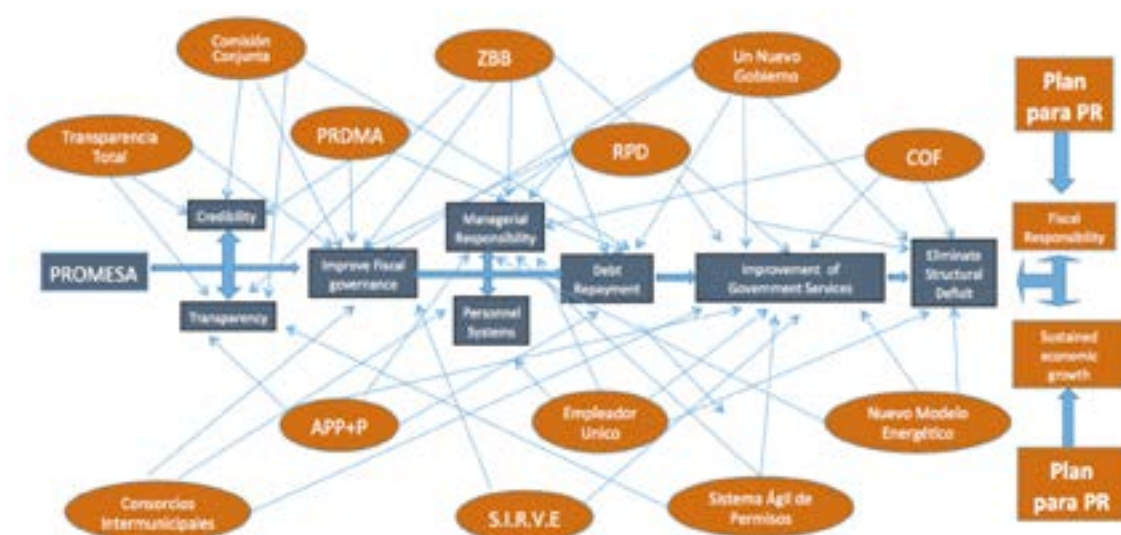 Comisión
Conjunta
ZBB
Un Nuevo
Gobierno
Plan
para PR
Transparencia
Total
PRDMA
RPD
COF
Credibility
Managerial
Responsibility
Fiscal
Responsibility
PROMESA
Improve Fiscal
governance
Debt
Repayment
Improvement of
Government Services
Eliminate
Structural
Deficit
Transparency
Personnel
Systems
Sustained
economic
growth
APP+P
Empleador
Unico
Nuevo Modelo
Energético
Consorcios
Intermunicipales
S.I.R.V.E
Sistema Ágil de
Permisos
Plan
para PR